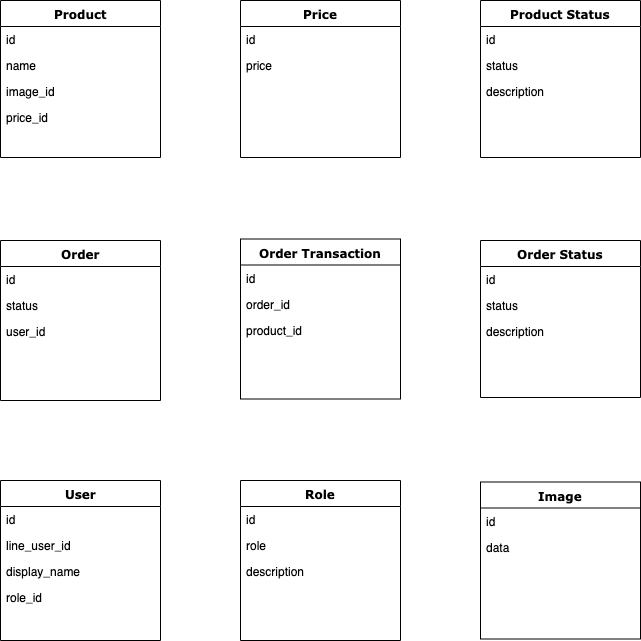 Product
id
name
image_id
price_id
Price
id
price
Product Status
id
status
description
Order
id
status
user_id
Order Transaction
id
order_id
product_id
Order Status
id
status
description
User
id
line_user_id
display_name
role_id
Role
id
role
description
Image
id
data